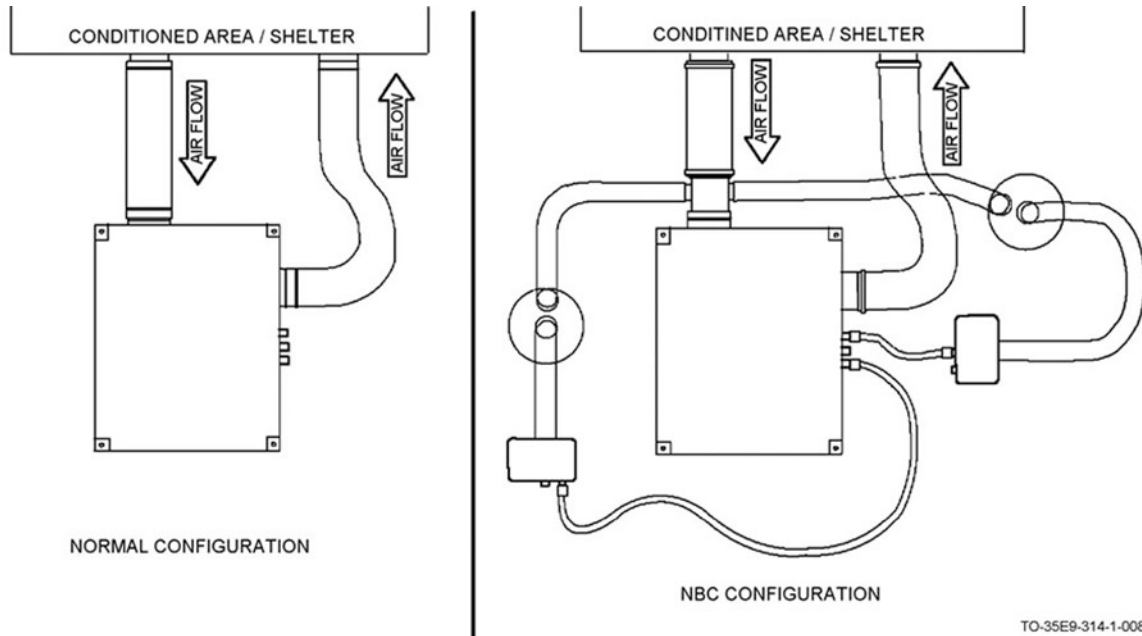 CONDITIONED AREA / SHELTER
AIR FLOW
AIR FLOW
NORMAL CONFIGURATION
CONDITINED AREA / SHELTER
AIR FLOW
AIR FLOW
NBC CONFIGURATION
TO-35E9-314-1-008